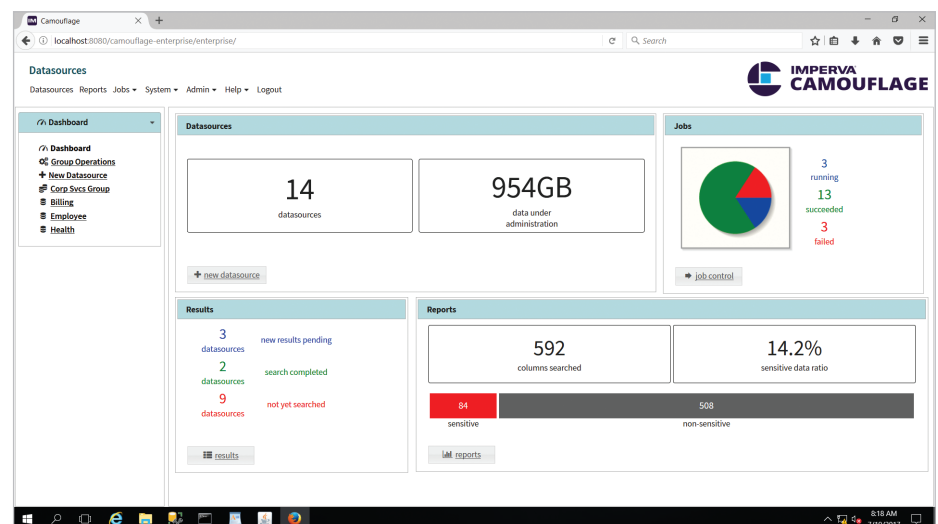 Camouflage
localhost:8080/camouflage-enterprise/enterprise/
Search
Datasources
Datasources Reports Jobs System Admin Help Logout
IMPERVA
CAMOUFLAGE
Dashboard
Dashboard
Group Operations
New Datasource
Corp Svcs Group
Billing
Employee
Health
Datasources
14
datasources
954GB
data under
administration
+ new datasource
Jobs
3
running
13
succeeded
3
failed
job control
Results
3
datasources
new results pending
2
datasources
search completed
9
datasources
not yet searched
results
Reports
592
columns searched
14.2%
sensitive data ratio
84
508
sensitive
non-sensitive
reports
8:18 AM